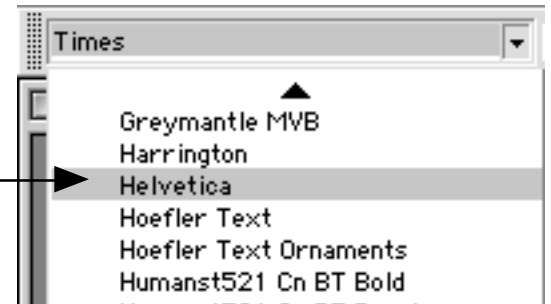 Times
Greymantle MVB
Harrington
Helvetica
Hoefler Text
Hoefler Text Ornaments
Humanst521 Cn BT Bold